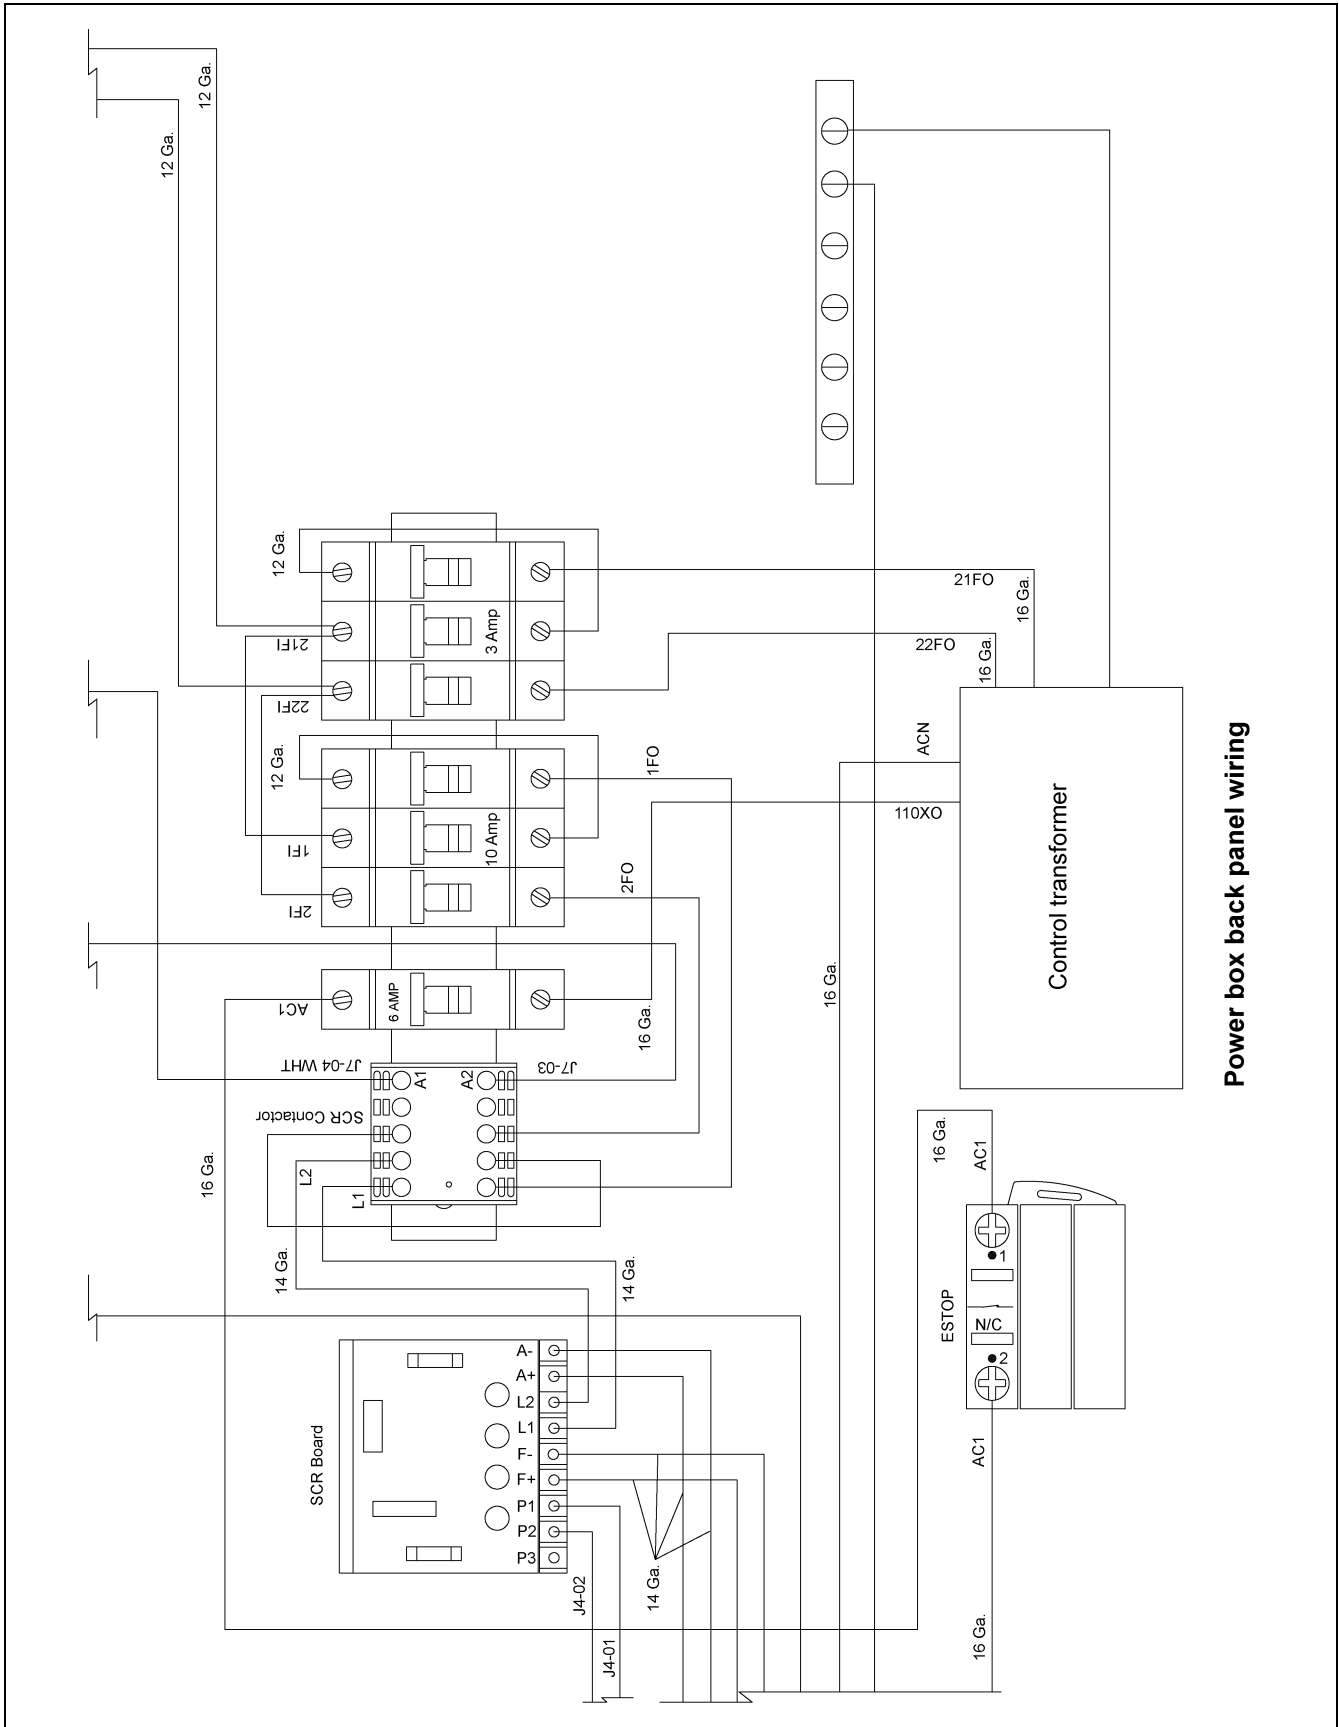 12 Ga.
12 Ga.
12 Ga.
21FI
3 Amp
22FI
21FO
16 Ga.
22FO
16 Ga.
12 Ga.
1FI
10 Amp
2FI
1FO
2FO
ACN
110XO
16 Ga.
Control transformer
Power box back panel wiring
AC1
6 AMP
16 Ga.
J7-04 WHT
A1
A2
J7-03
SCR Contactor
L2
L1
16 Ga.
14 Ga.
14 Ga.
16 Ga.
AC1
1
ESTOP
N/C
2
AC1
16 Ga.
SCR Board
A-
A+
L2
L1
F-
F+
P1
P2
P3
14 Ga.
J4-02
J4-01